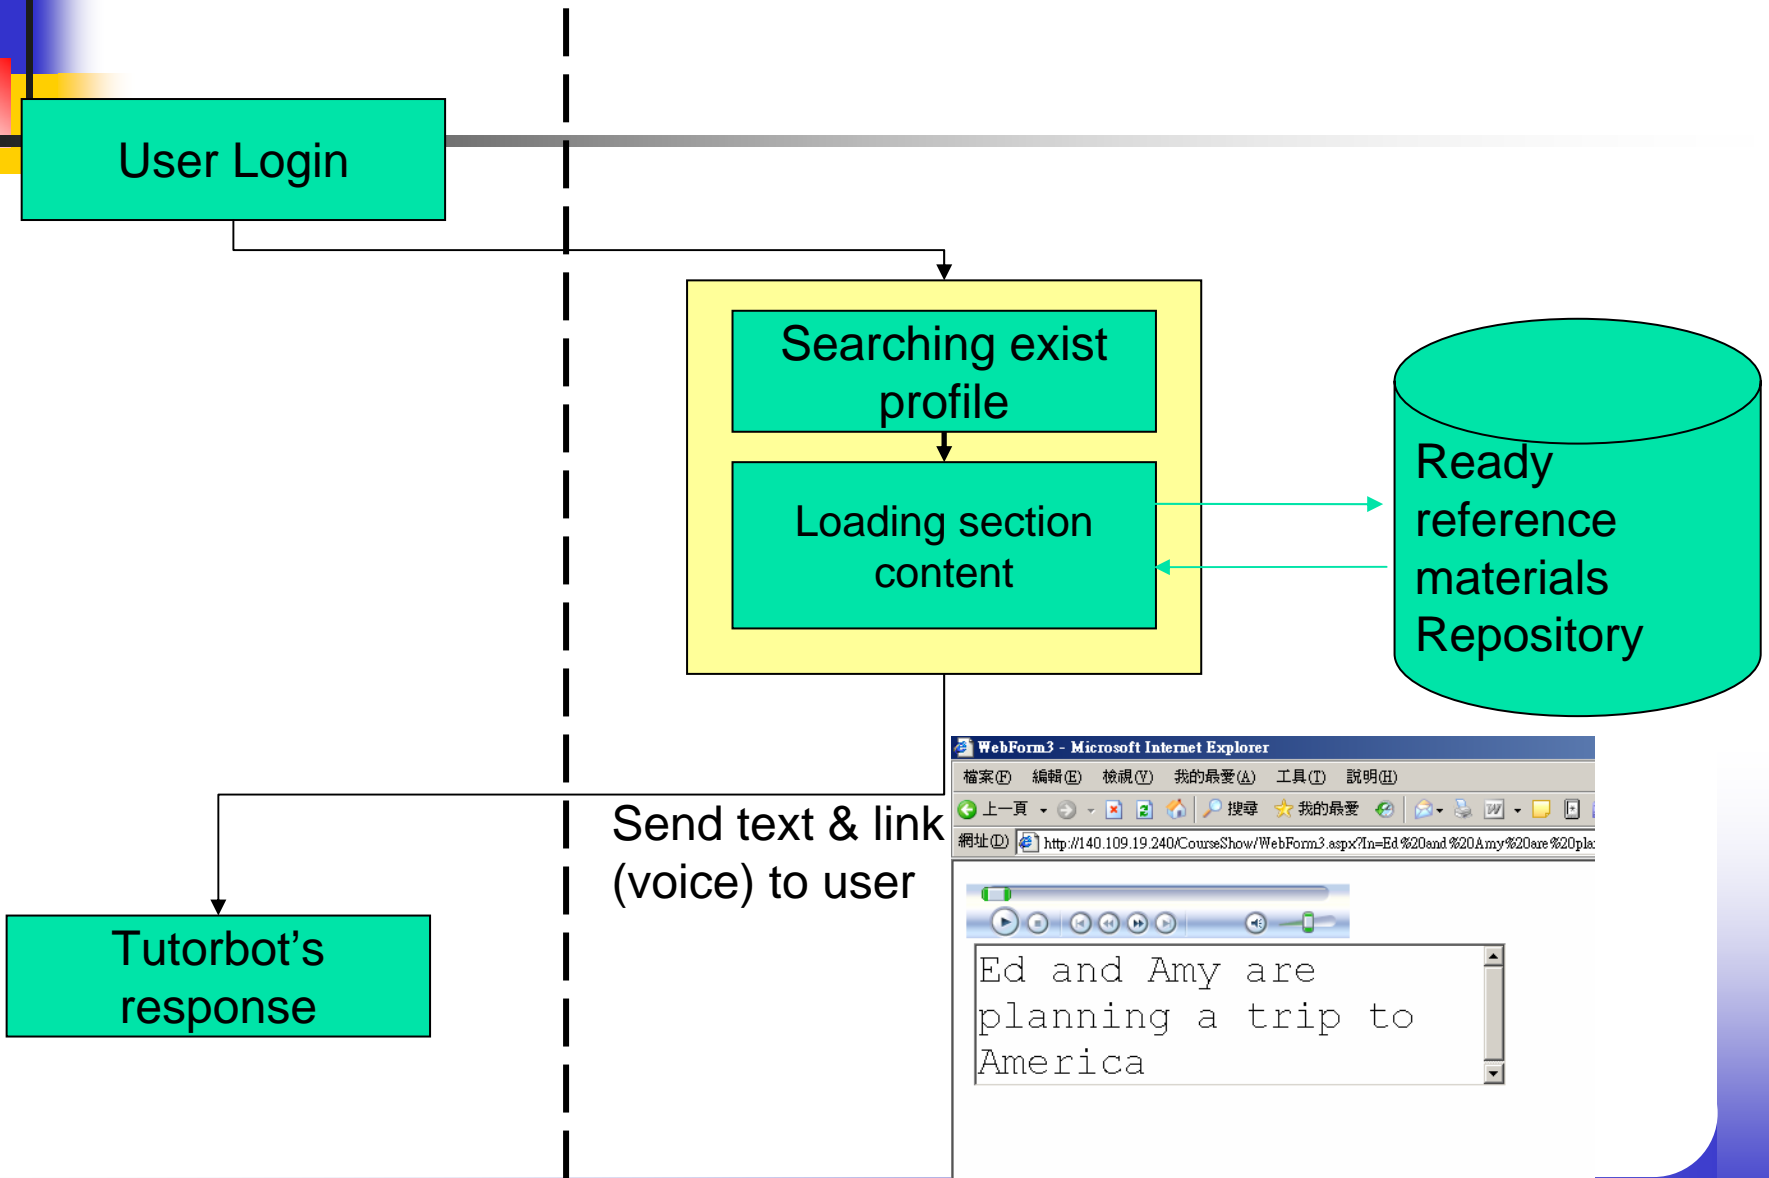 User Login
Searching exist
profile
Loading section
content
Ready
reference
materials
Repository
Send text & link
(voice) to user
Tutorbot’s
response
WebForm3 - Microsoft Internet Explorer
檔案(F) 編輯(E) 檢視(V) 我的最愛(A) 工具(T) 說明(H)
上一頁 搜尋 我的最愛
網址(D) http://140.109.19.240/CourseShow/WebForm3.aspx?In=Ed%20and%20Amy%20are%20pla
Ed and Amy are
planning a trip to
America